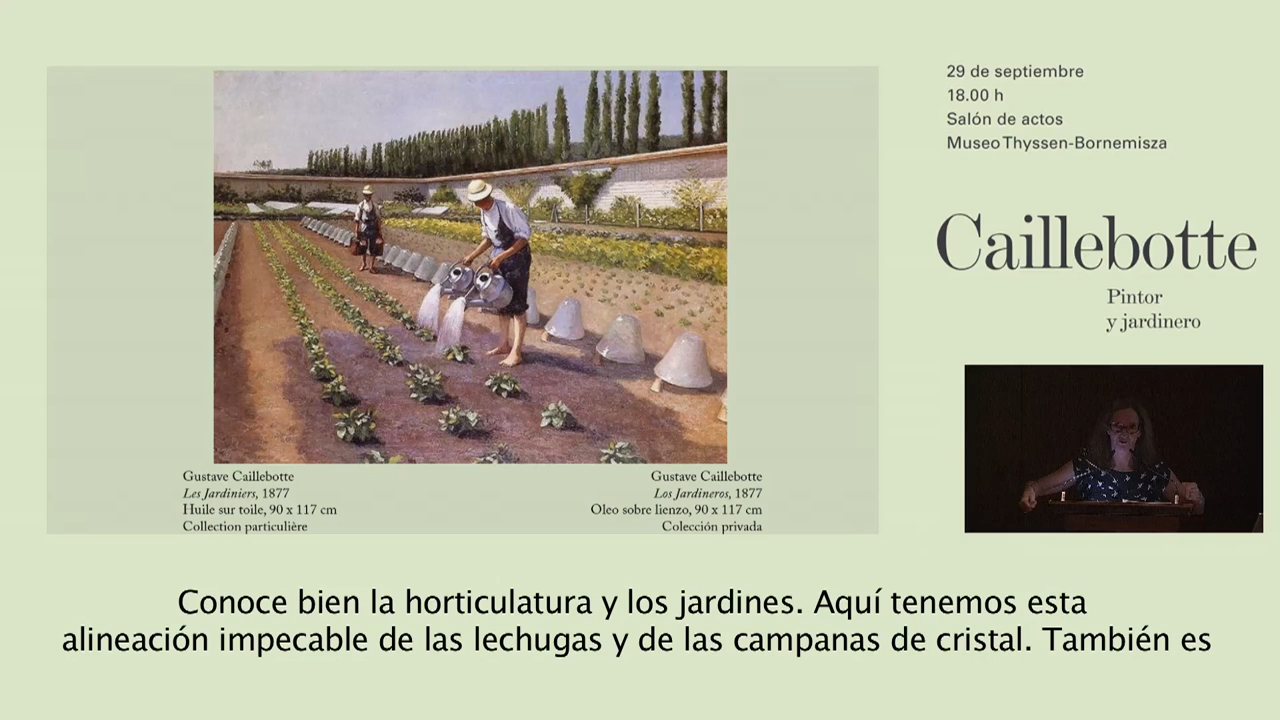 29 de septiembre
18.00 h
Salón de actos
Museo Thyssen-Bornemisza
Caillebotte
Pintor
y jardinero
Gustave Caillebotte
Les Jardiniers, 1877
Huile sur toile, 90 x 117 cm
Collection particulière
Gustave Caillebotte
Los Jardineros, 1877
Oleo sobre lienzo, 90 x 117 cm
Colección privada
Conoce bien la horticulatura y los jardines. Aquí tenemos esta
alineación impecable de las lechugas y de las campanas de cristal. También es